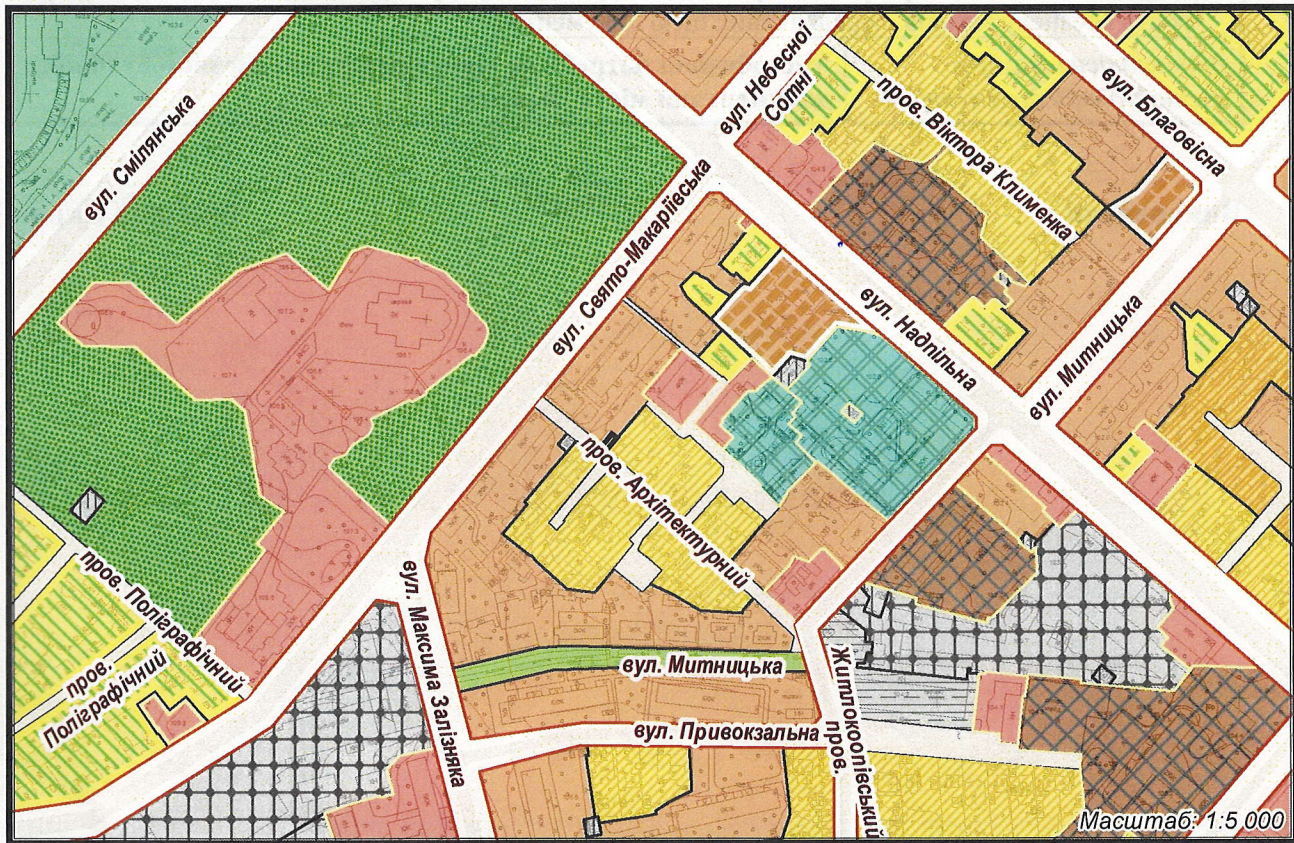 вул. Смілянська
вул. Небесної
Сотні
пров. Віктора Клименка
вул. Благовісна
вул. Свято-Макаріївська
вул. Надпільна
вул. Митницька
пров. Архітектурний
пров. Поліграфічний
пров.
Поліграфічний
вул. Максима Залізняка
вул. Митницька
вул. Привокзальна
Житлокоопівський
пров.
Масштаб: 1:5 000